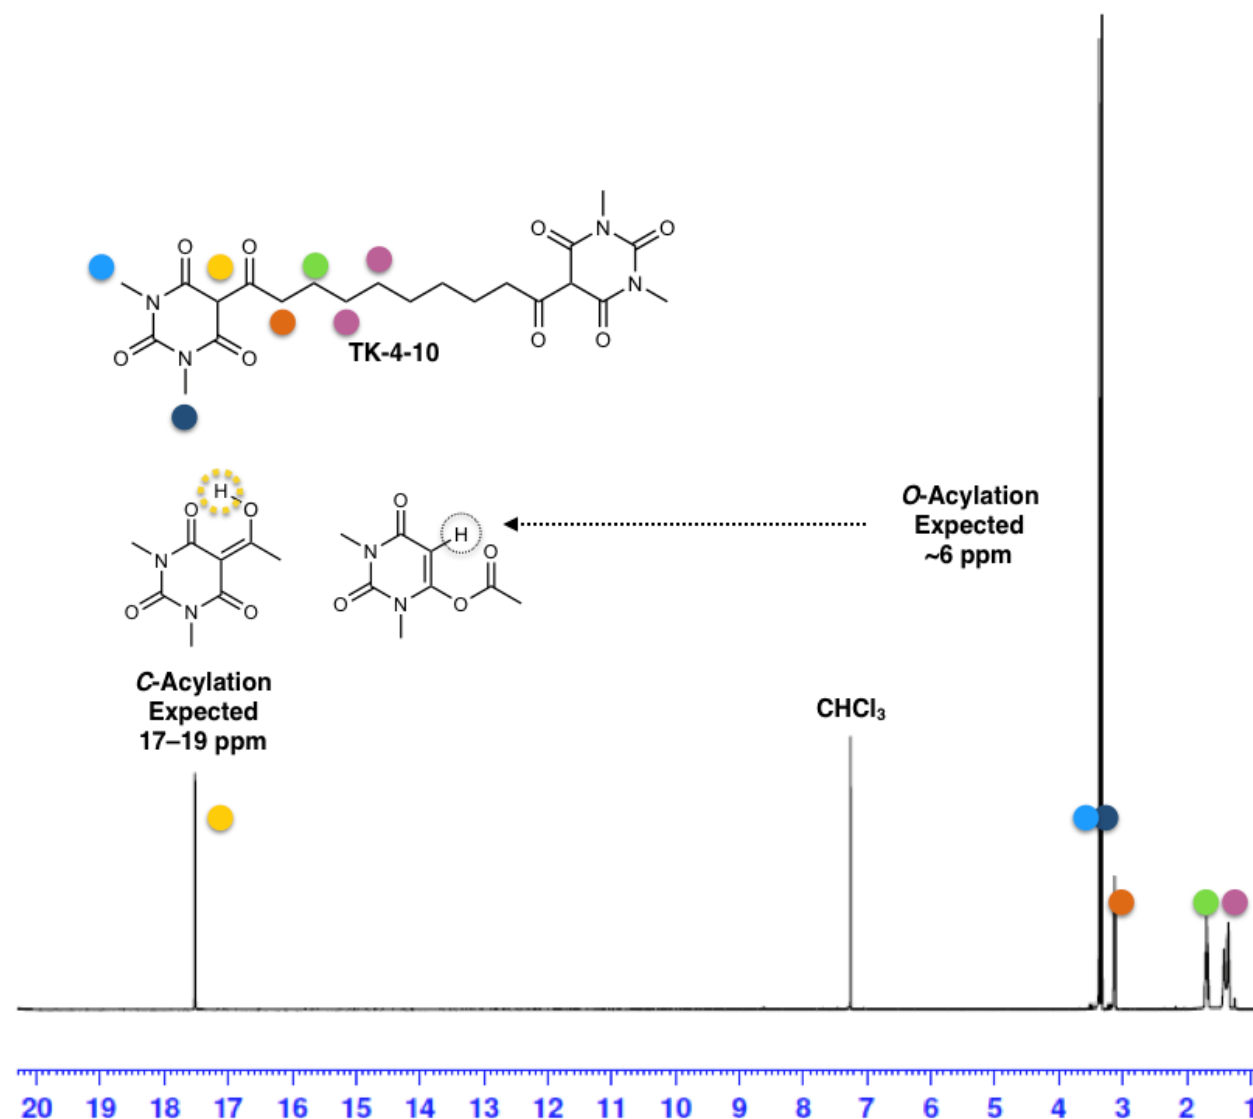 O O N N O O O
O O N N O O O
TK-4-10
H O O N N O O
O H O N N O O
O-Acylation
Expected
~6 ppm
C-Acylation
Expected
17–19 ppm
CHCl₃
20 19 18 17 16 15 14 13 12 11 10 9 8 7 6 5 4 3 2 1